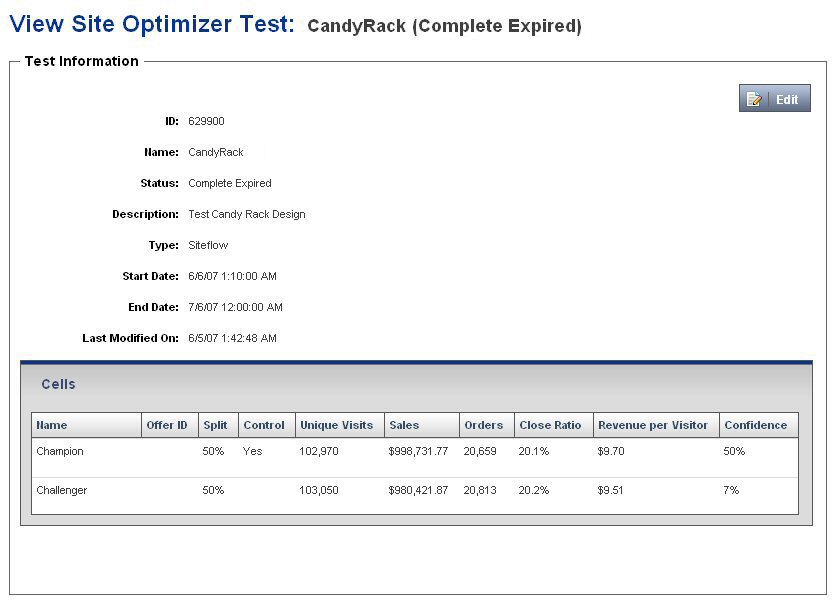 View Site Optimizer Test: CandyRack (Complete Expired)
Test Information
Edit
ID: 629900
Name: CandyRack
Status: Complete Expired
Description: Test Candy Rack Design
Type: Siteflow
Start Date: 6/6/07 1:10:00 AM
End Date: 7/6/07 12:00:00 AM
Last Modified On: 6/5/07 1:42:48 AM
Cells
Name Offer ID Split Control Unique Visits Sales Orders Close Ratio Revenue per Visitor Confidence
Champion 50% Yes 102,970 $998,731.77 20,659 20.1% $9.70 50%
Challenger 50% 103,050 $980,421.87 20,813 20.2% $9.51 7%